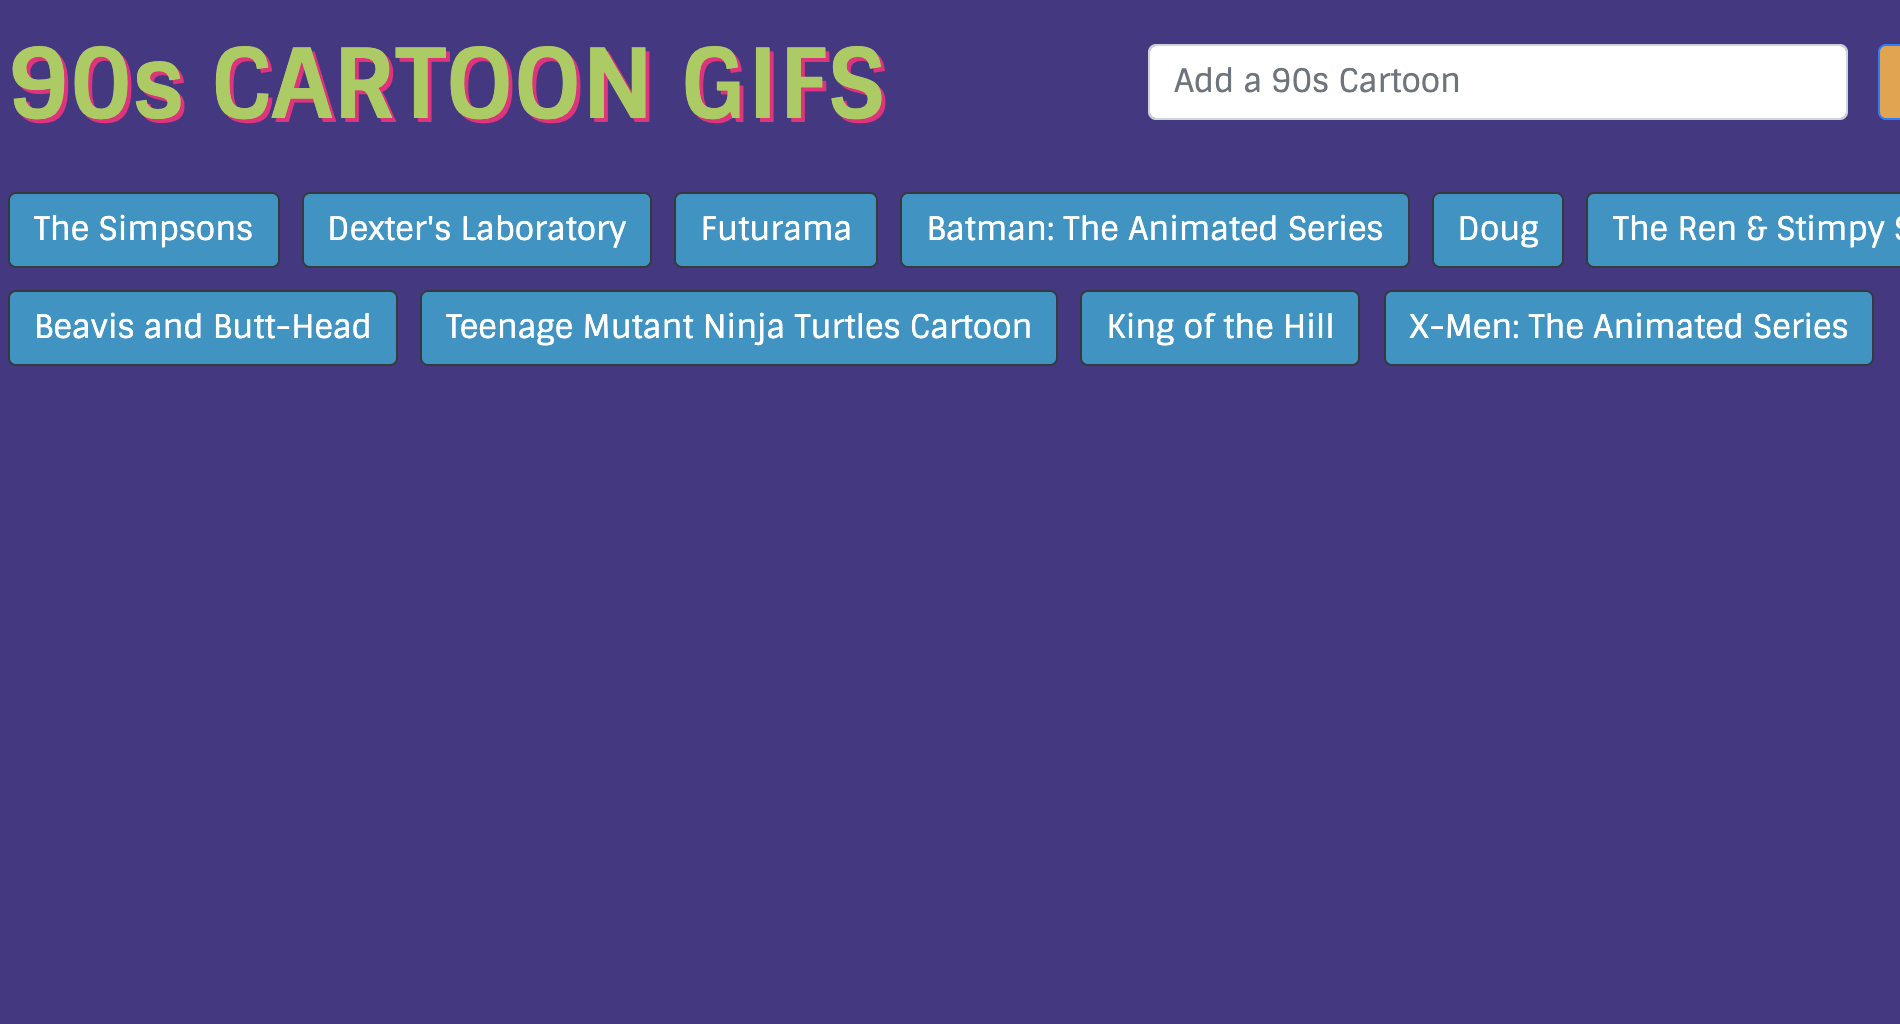 90s CARTOON GIFS
Add a 90s Cartoon
The Simpsons
Dexter's Laboratory
Futurama
Batman: The Animated Series
Doug
The Ren & Stimpy
Beavis and Butt-Head
Teenage Mutant Ninja Turtles Cartoon
King of the Hill
X-Men: The Animated Series